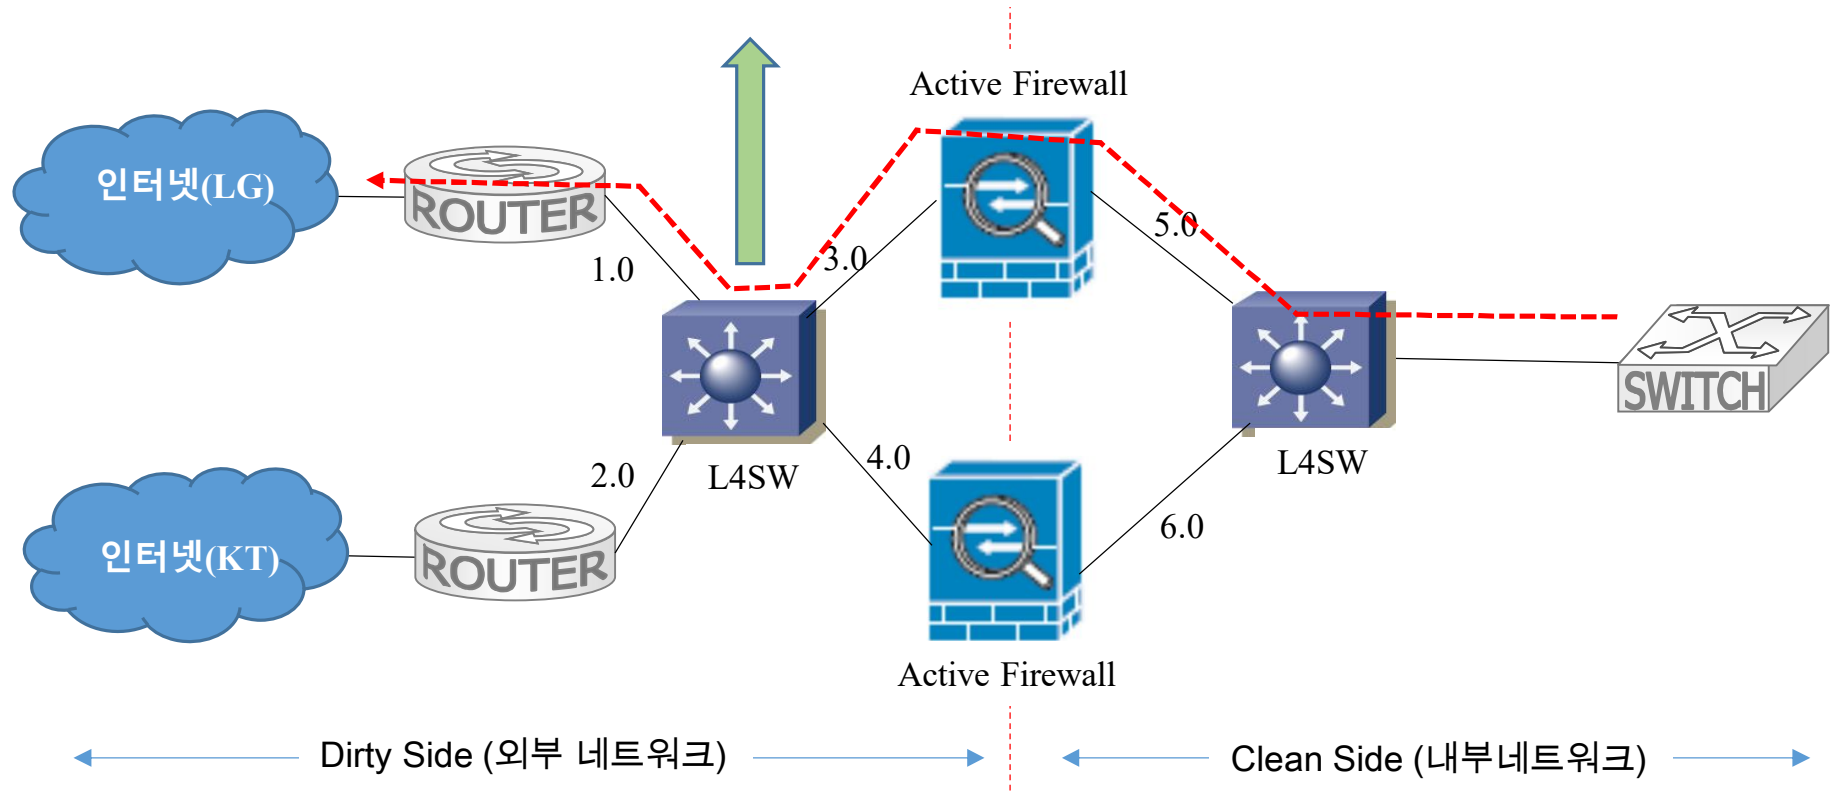 Active Firewall
인터넷(LG)
ROUTER
5.0
3.0
1.0
SWITCH
L4SW
4.0
L4SW
2.0
6.0
인터넷(KT)
ROUTER
Active Firewall
Dirty Side (외부 네트워크)
Clean Side (내부네트워크)